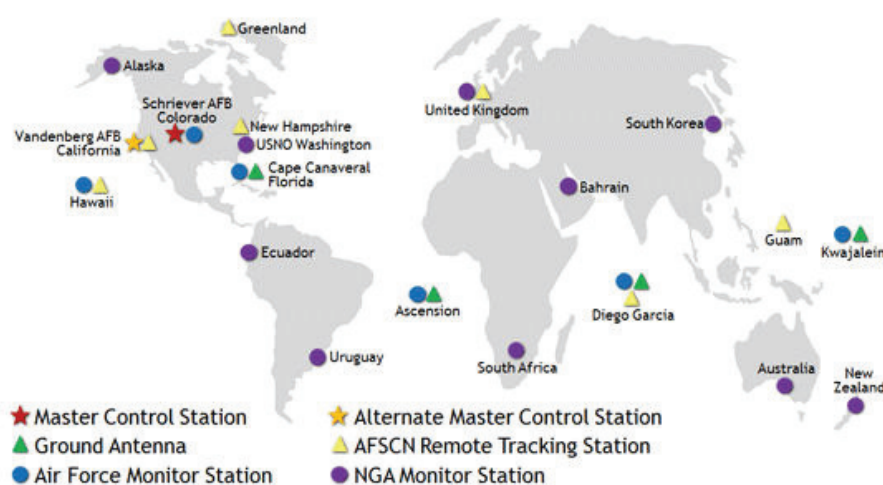 Greenland
Alaska
Schriever AFB
Colorado
Vandenberg AFB
California
New Hampshire
USNO Washington
Cape Canaveral
Florida
Hawaii
United Kingdom
South Korea
Bahrain
Guam
Kwajalein
Ecuador
Ascension
Diego Garcia
Uruguay
South Africa
Australia
New
Zealand
Master Control Station
Alternate Master Control Station
Ground Antenna
AFSCN Remote Tracking Station
Air Force Monitor Station
NGA Monitor Station